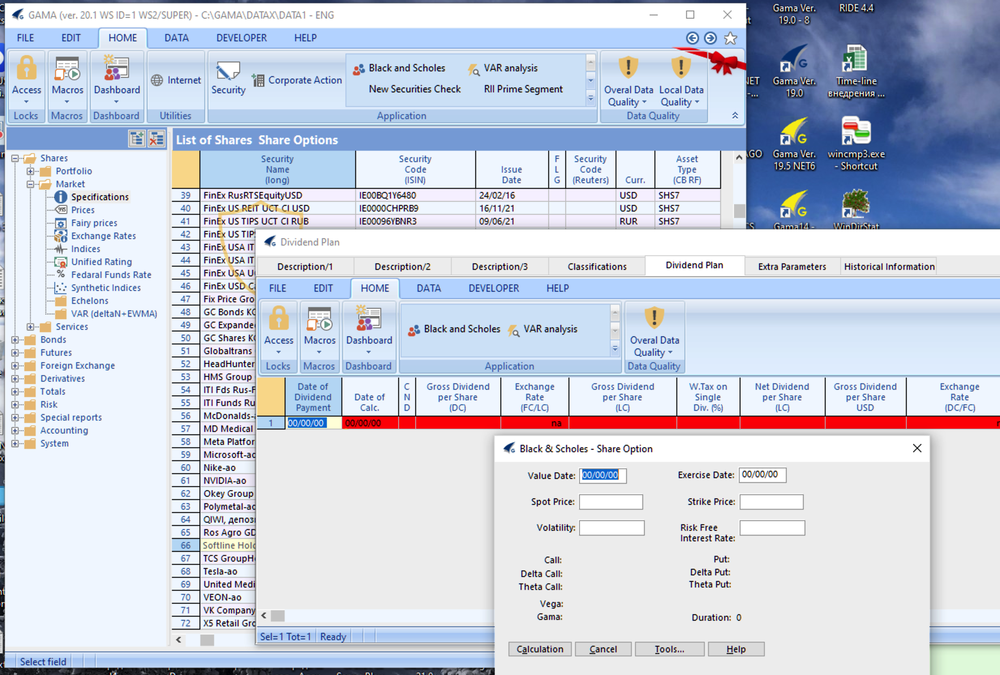 GAMA (ver. 20.1 WS ID=1 WS2/SUPER) - C:\GAMA\DATAX\DATA1 - ENG
FILE EDIT HOME DATA DEVELOPER HELP
Access Macros Dashboard Internet Security Corporate Action
Black and Scholes VAR analysis
New Securities Check RII Prime Segment
Overal Data Quality Local Data Quality
Locks Macros Dashboard Utilities Application Data Quality
Shares
Portfolio
Market
Specifications
Prices
Fairy prices
Exchange Rates
Indices
Unified Rating
Fedaral Funds Rate
Synthetic Indices
Echelons
VAR (deltaN+EWMA)
Services
Bonds
Futures
Foreign Exchange
Derivatives
Totals
Risk
Special reports
Accounting
System
List of Shares Share Options
Security Name (long) Security Code (ISIN) Issue Date FLG Security Code (Reuters) Curr. Asset Type (CB RF)
39 FinEx RusRTSEquityUSD IE00BQ1Y6480 24/02/16 USD SHS7
40 FinEx US REIT UCT CI USD IE0000CHPRB9 16/11/21 USD SHS7
41 FinEx US TIPS UCT CI RUB IE00096YBNR3 09/06/21 RUR SHS7
42 FinEx US TIP
43 FinEx USA IT
44 FinEx USA IT
45 FinEx USA U
46 FinEx USD C
47 Fix Price Gro
48 GC Bonds KC
49 GC Expande
50 GC Shares K
51 Globaltrans
52 HeadHunter
53 HMS Group
54 ITI Fds Rus-F
55 ITI Funds Ru
56 McDonalds-
57 MD Medical
58 Meta Platfor
59 Microsoft-ao
60 Nike-ao
61 NVIDIA-ao
62 Okey Group
63 Polymetal-ao
64 QIWI, депоз
65 Ros Agro GD
66 Softline Hold
67 TCS GroupH
68 Tesla-ao
69 United Medi
70 VEON-ao
71 VK Company
72 X5 Retail Gro
Select field
Dividend Plan
Description/1 Description/2 Description/3 Classifications Dividend Plan Extra Parameters Historical Information
FILE EDIT HOME DATA DEVELOPER HELP
Access Macros Dashboard Black and Scholes VAR analysis Overal Data Quality
Locks Macros Dashboard Application Data Quality
Date of Dividend Payment Date of Calc. CND Gross Dividend per Share (DC) Exchange Rate (FC/LC) Gross Dividend per Share (LC) W.Tax on Single Div. (%) Net Dividend per Share (LC) Gross Dividend per Share USD Exchange Rate (DC/FC)
1 00/00/00 00/00/00 na
Sel=1 Tot=1 Ready
Black & Scholes - Share Option
Value Date: 00/00/00 Exercise Date: 00/00/00
Spot Price: Strike Price:
Volatility: Risk Free Interest Rate:
Call: Put:
Delta Call: Delta Put:
Theta Call: Theta Put:
Vega:
Gama: Duration: 0
Calculation Cancel Tools... Help
Gama Ver. 19.0 - 8
RIDE 4.4
Gama Ver. 19.0
Time-line внедрения ...
Gama Ver. 19.5 NET6
wincmp3.exe - Shortcut
Gama14 -
WinDirStat